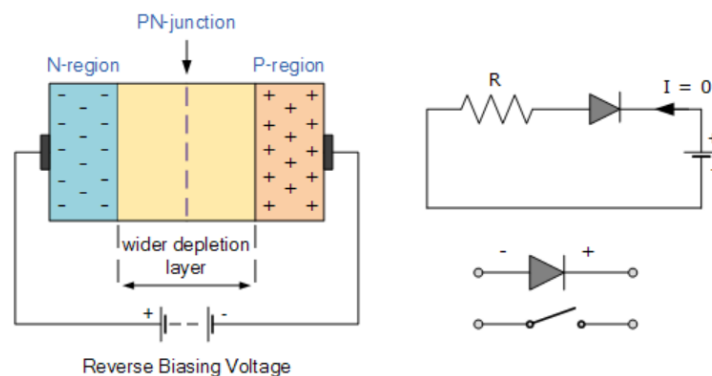 PN-junction
N-region
P-region
wider depletion
layer
+
-
Reverse Biasing Voltage
R
I = 0
+
-
- +